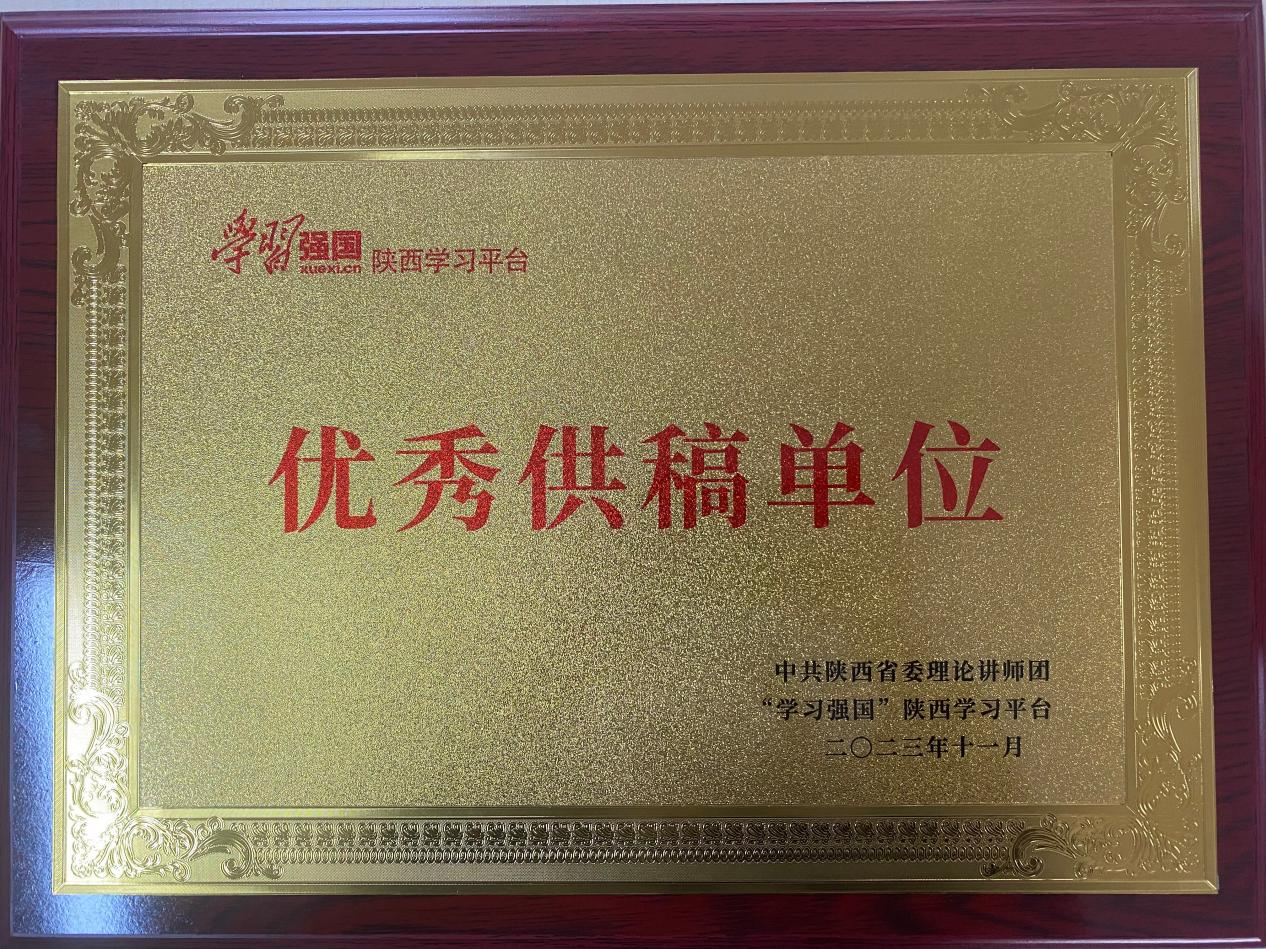 學習强国 xuexi.cn 陕西学习平台
优秀供稿单位
中共陕西省委理论讲师团
“学习强国”陕西学习平台
二〇二三年十一月